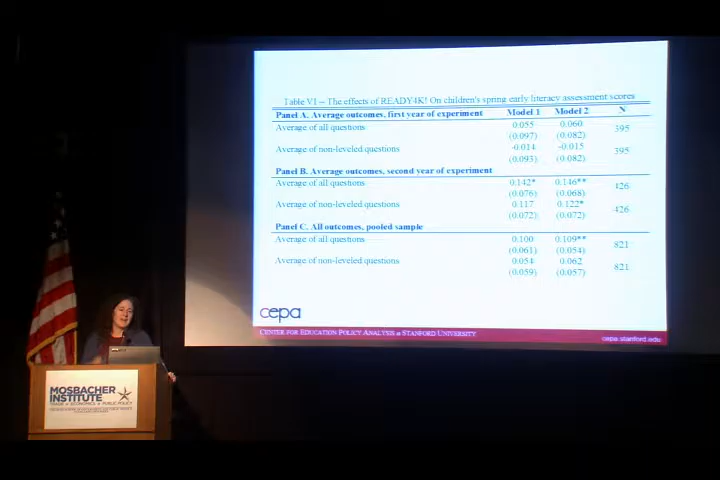 Table VI -- The effects of READY4K! On children's spring early literacy assessment scores
Panel A. Average outcomes, first year of experiment Model 1 Model 2 N
Average of all questions 0.055 0.060 395
(0.097) (0.082)
Average of non-leveled questions -0.014 -0.015 395
(0.093) (0.082)
Panel B. Average outcomes, second year of experiment
Average of all questions 0.142* 0.146** 426
(0.076) (0.068)
Average of non-leveled questions 0.117 0.122* 426
(0.072) (0.072)
Panel C. All outcomes, pooled sample
Average of all questions 0.100 0.109** 821
(0.061) (0.054)
Average of non-leveled questions 0.054 0.062 821
(0.059) (0.057)
cepa
CENTER FOR EDUCATION POLICY ANALYSIS at STANFORD UNIVERSITY
cepa.stanford.edu
MOSBACHER
INSTITUTE
TRADE ECONOMICS PUBLIC POLICY